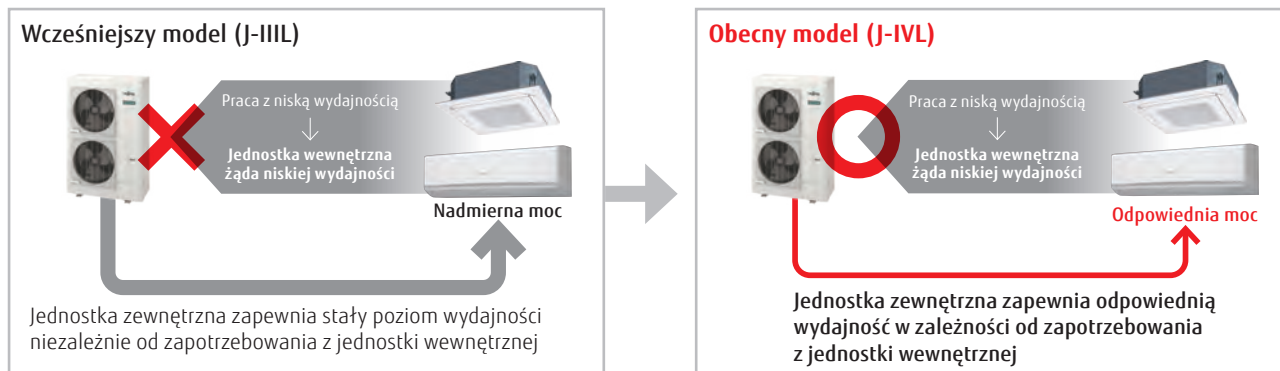 Wcześniejszy model (J-IIIL)
Praca z niską wydajnością
Jednostka wewnętrzna
żąda niskiej wydajności
Nadmierna moc
Jednostka zewnętrzna zapewnia stały poziom wydajności
niezależnie od zapotrzebowania z jednostki wewnętrznej
Obecny model (J-IVL)
Praca z niską wydajnością
Jednostka wewnętrzna
żąda niskiej wydajności
Odpowiednia moc
Jednostka zewnętrzna zapewnia odpowiednią
wydajność w zależności od zapotrzebowania
z jednostki wewnętrznej